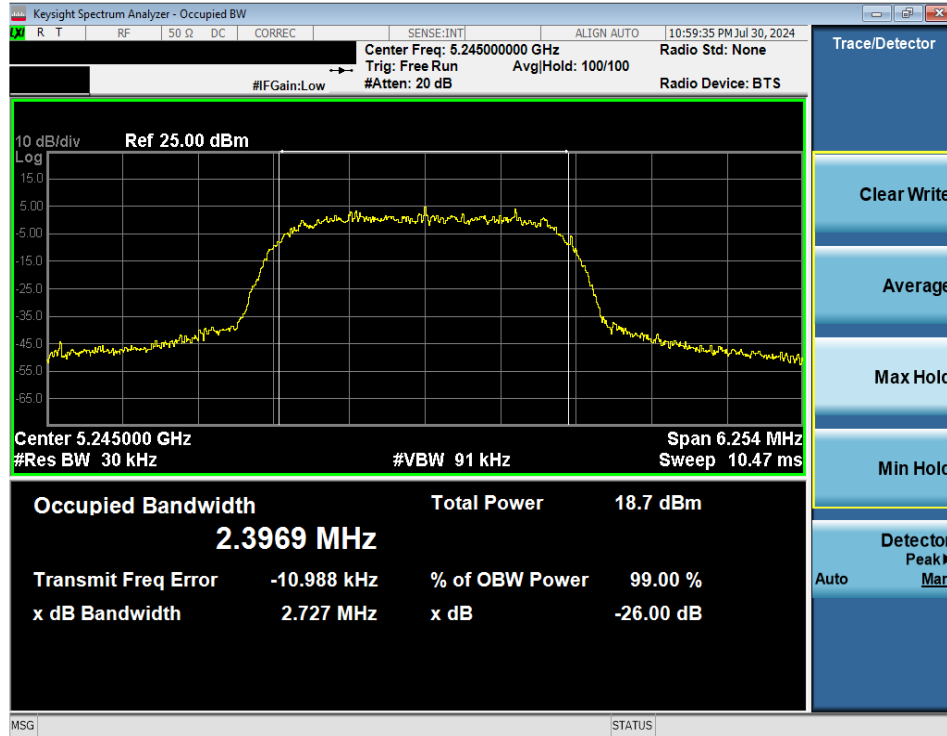 Keysight Spectrum Analyzer - Occupied BW
LXI R T RF 50 Ω DC CORREC SENSE:INT ALIGN AUTO 10:59:35 PM Jul 30, 2024
Center Freq: 5.245000000 GHz Radio Std: None
Trig: Free Run Avg|Hold: 100/100
#IFGain:Low #Atten: 20 dB Radio Device: BTS
10 dB/div Ref 25.00 dBm
Log
15.0
5.00
-5.00
-15.0
-25.0
-35.0
-45.0
-55.0
-65.0
Center 5.245000 GHz Span 6.254 MHz
#Res BW 30 kHz #VBW 91 kHz Sweep 10.47 ms
Occupied Bandwidth Total Power 18.7 dBm
2.3969 MHz
Transmit Freq Error -10.988 kHz % of OBW Power 99.00 %
x dB Bandwidth 2.727 MHz x dB -26.00 dB
MSG STATUS
Trace/Detector
Clear Write
Average
Max Hold
Min Hold
Detector
Peak▶
Auto Man